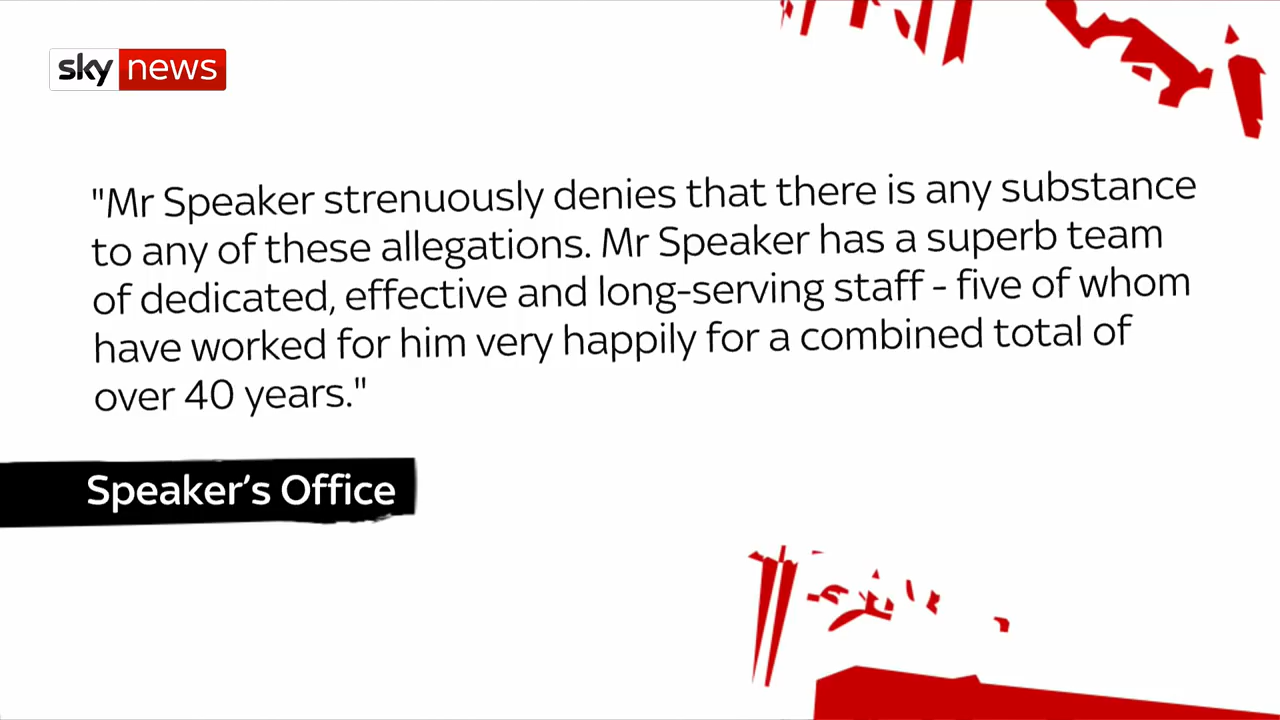 sky news
"Mr Speaker strenuously denies that there is any substance
to any of these allegations. Mr Speaker has a superb team
of dedicated, effective and long-serving staff - five of whom
have worked for him very happily for a combined total of
over 40 years."
Speaker’s Office